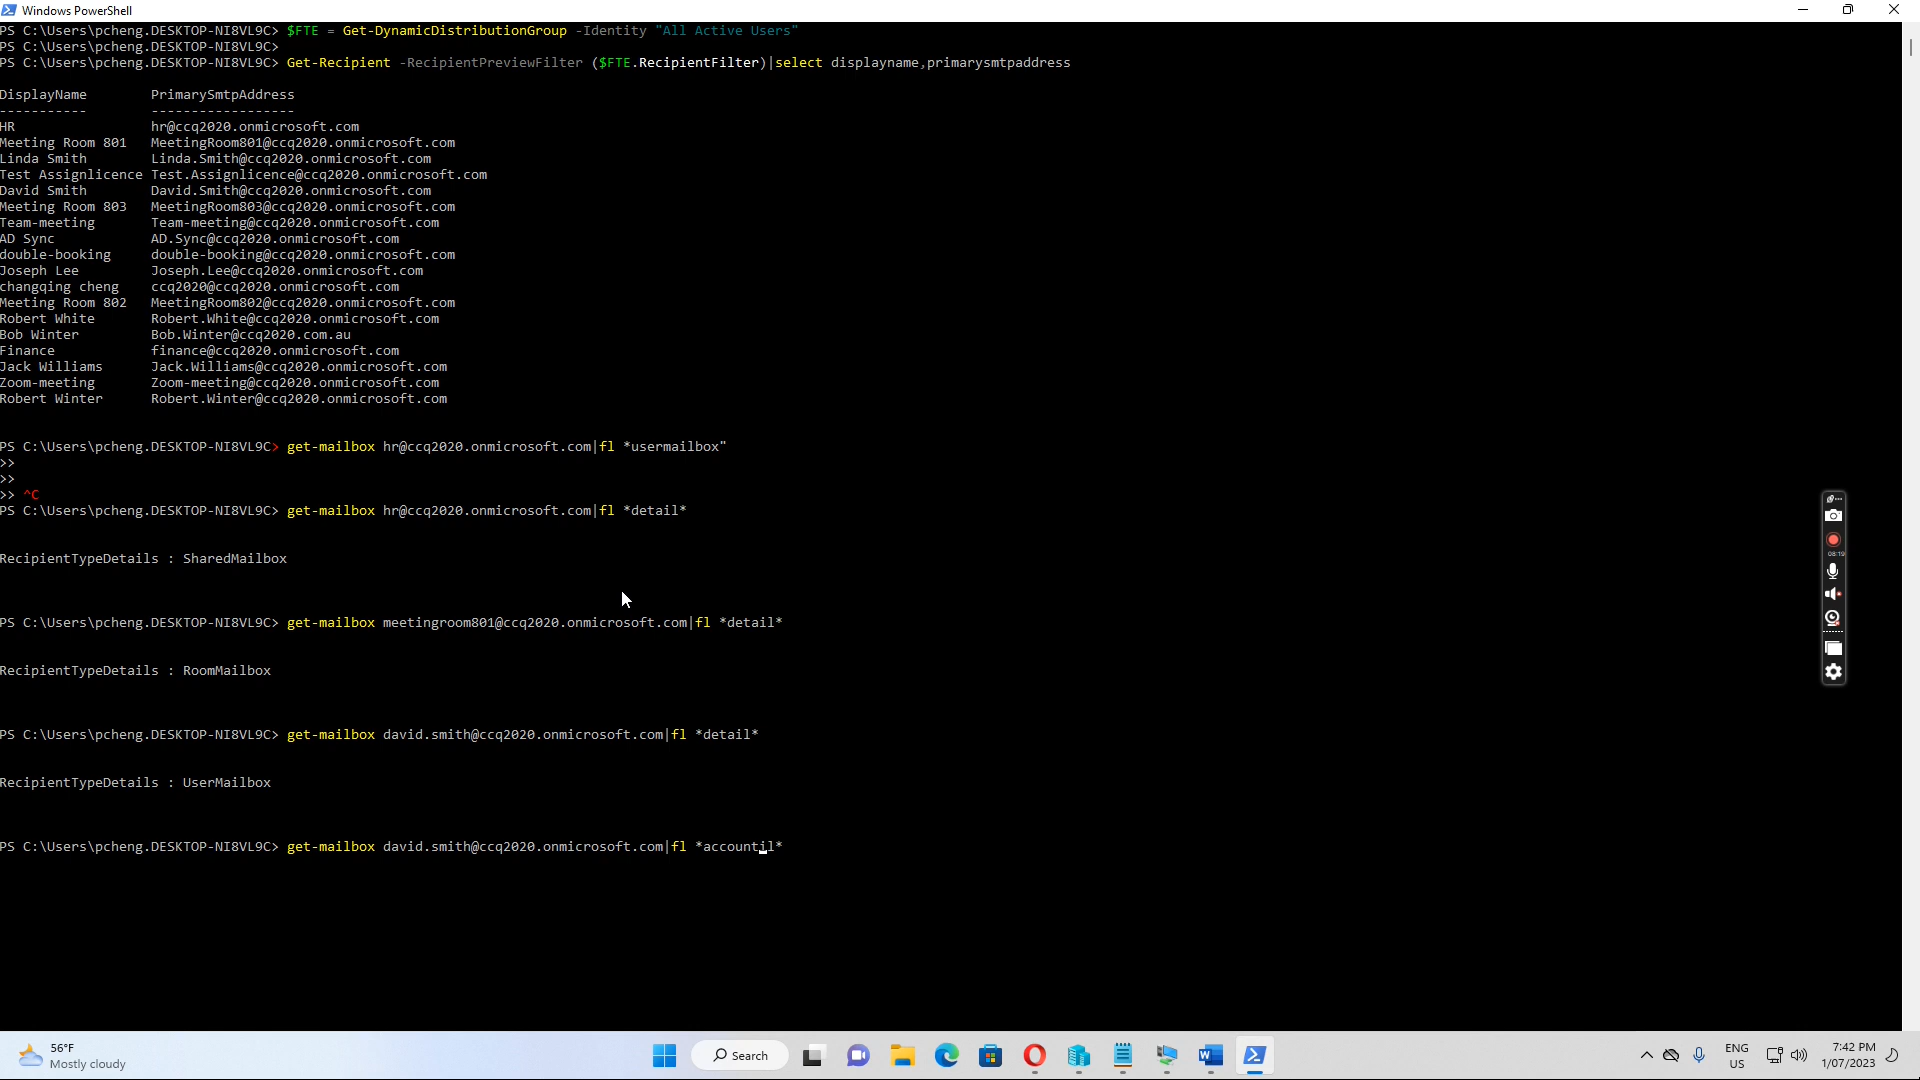 Windows PowerShell
PS C:\Users\pcheng.DESKTOP-NI8VL9C> $FTE = Get-DynamicDistributionGroup -Identity "All Active Users"
PS C:\Users\pcheng.DESKTOP-NI8VL9C>
PS C:\Users\pcheng.DESKTOP-NI8VL9C> Get-Recipient -RecipientPreviewFilter ($FTE.RecipientFilter)|select displayname,primarysmtpaddress
DisplayName PrimarySmtpAddress
----------- ------------------
HR hr@ccq2020.onmicrosoft.com
Meeting Room 801 MeetingRoom801@ccq2020.onmicrosoft.com
Linda Smith Linda.Smith@ccq2020.onmicrosoft.com
Test Assignlicence Test.Assignlicence@ccq2020.onmicrosoft.com
David Smith David.Smith@ccq2020.onmicrosoft.com
Meeting Room 803 MeetingRoom803@ccq2020.onmicrosoft.com
Team-meeting Team-meeting@ccq2020.onmicrosoft.com
AD Sync AD.Sync@ccq2020.onmicrosoft.com
double-booking double-booking@ccq2020.onmicrosoft.com
Joseph Lee Joseph.Lee@ccq2020.onmicrosoft.com
changqing cheng ccq2020@ccq2020.onmicrosoft.com
Meeting Room 802 MeetingRoom802@ccq2020.onmicrosoft.com
Robert White Robert.White@ccq2020.onmicrosoft.com
Bob Winter Bob.Winter@ccq2020.com.au
Finance finance@ccq2020.onmicrosoft.com
Jack Williams Jack.Williams@ccq2020.onmicrosoft.com
Zoom-meeting Zoom-meeting@ccq2020.onmicrosoft.com
Robert Winter Robert.Winter@ccq2020.onmicrosoft.com
PS C:\Users\pcheng.DESKTOP-NI8VL9C> get-mailbox hr@ccq2020.onmicrosoft.com|fl *usermailbox"
>>
>>
>> ^C
PS C:\Users\pcheng.DESKTOP-NI8VL9C> get-mailbox hr@ccq2020.onmicrosoft.com|fl *detail*
RecipientTypeDetails : SharedMailbox
PS C:\Users\pcheng.DESKTOP-NI8VL9C> get-mailbox meetingroom801@ccq2020.onmicrosoft.com|fl *detail*
RecipientTypeDetails : RoomMailbox
PS C:\Users\pcheng.DESKTOP-NI8VL9C> get-mailbox david.smith@ccq2020.onmicrosoft.com|fl *detail*
RecipientTypeDetails : UserMailbox
PS C:\Users\pcheng.DESKTOP-NI8VL9C> get-mailbox david.smith@ccq2020.onmicrosoft.com|fl *accountil*
08:19
56°F
Mostly cloudy
Search
ENG
US
7:42 PM
1/07/2023